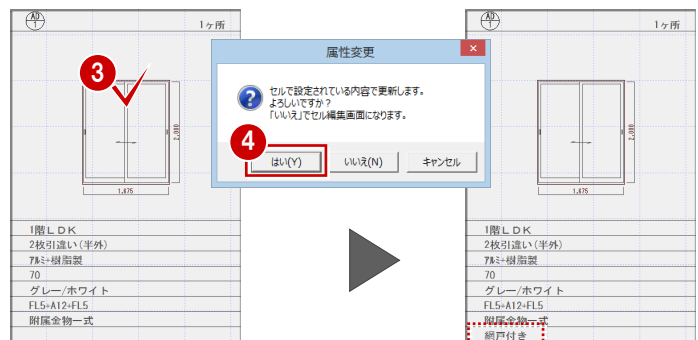 AD
1
1ヶ所
3
2,000
1,675
1階ＬＤＫ
2枚引違い(半外)
ｱﾙﾐ+樹脂製
70
グレー/ホワイト
FL5+A12+FL5
附属金物一式
属性変更
×
セルで設定されている内容で更新します。
よろしいですか？
「いいえ」でセル編集画面になります。
4
はい(Y)
いいえ(N)
キャンセル
AD
1
1ヶ所
2,000
1,675
1階ＬＤＫ
2枚引違い(半外)
ｱﾙﾐ+樹脂製
70
グレー/ホワイト
FL5+A12+FL5
附属金物一式
網戸付き